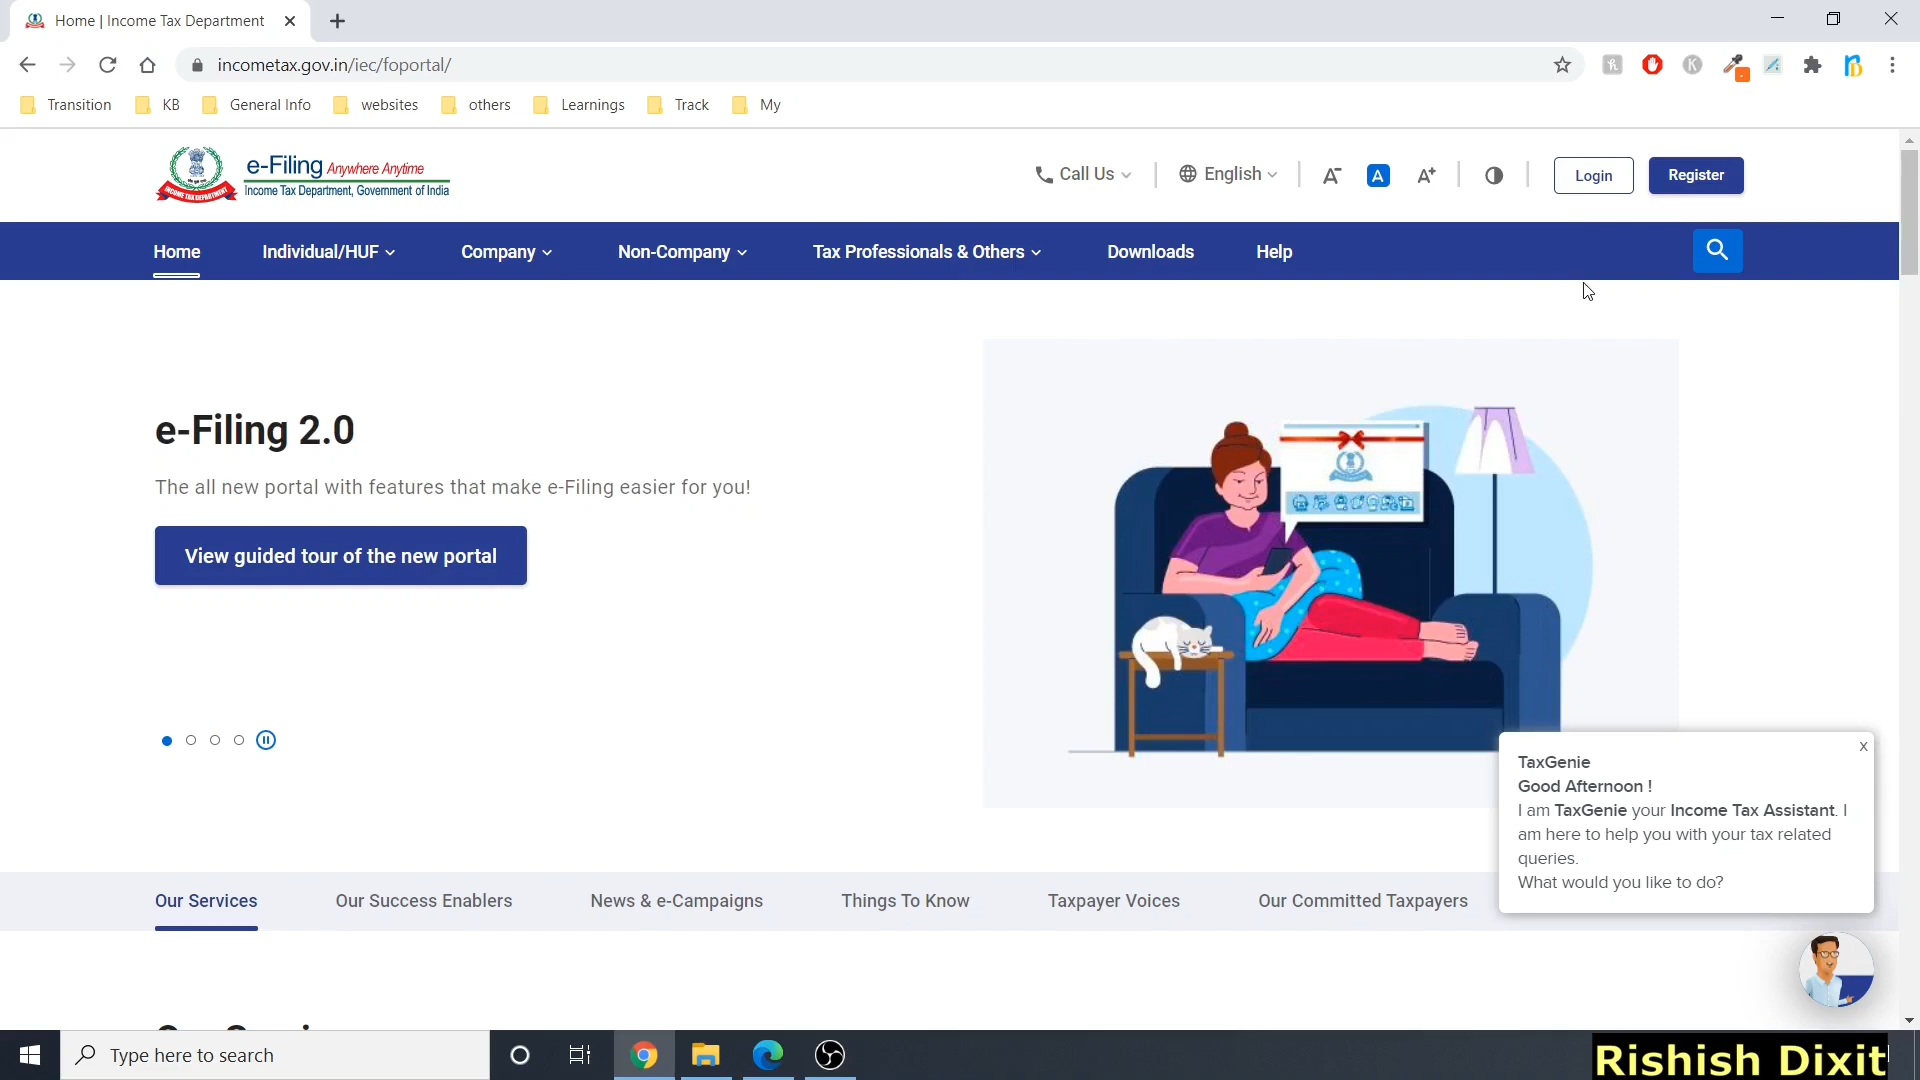 Home | Income Tax Department
incometax.gov.in/iec/foportal/
Transition KB General Info websites others Learnings Track My
e-Filing Anywhere Anytime
Income Tax Department, Government of India
Call Us English A- A A+ Login Register
Home Individual/HUF Company Non-Company Tax Professionals & Others Downloads Help
e-Filing 2.0
The all new portal with features that make e-Filing easier for you!
View guided tour of the new portal
TaxGenie
Good Afternoon !
I am TaxGenie your Income Tax Assistant. I
am here to help you with your tax related
queries.
What would you like to do?
Our Services Our Success Enablers News & e-Campaigns Things To Know Taxpayer Voices Our Committed Taxpayers
Type here to search
Rishish Dixit